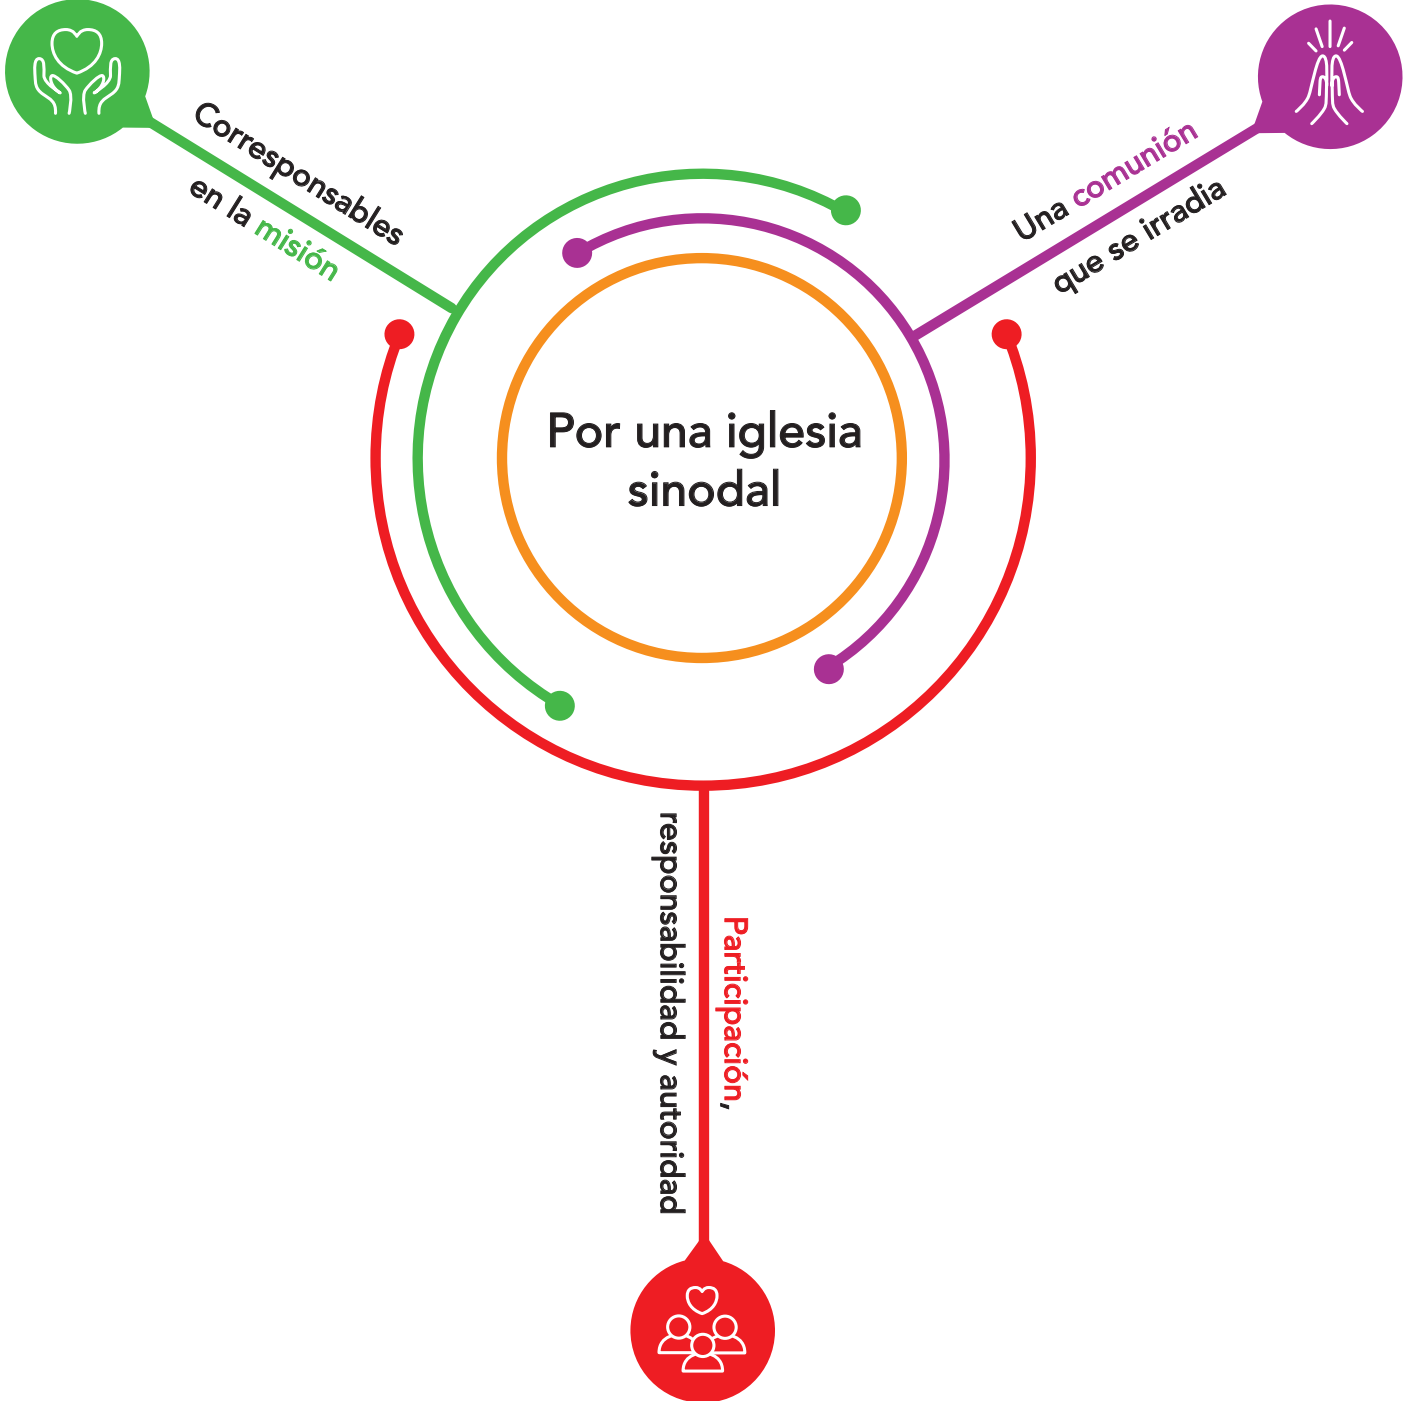 Corresponsables
en la misión
Una comunión
que se irradia
Por una iglesia
sinodal
Participación,
responsabilidad y autoridad